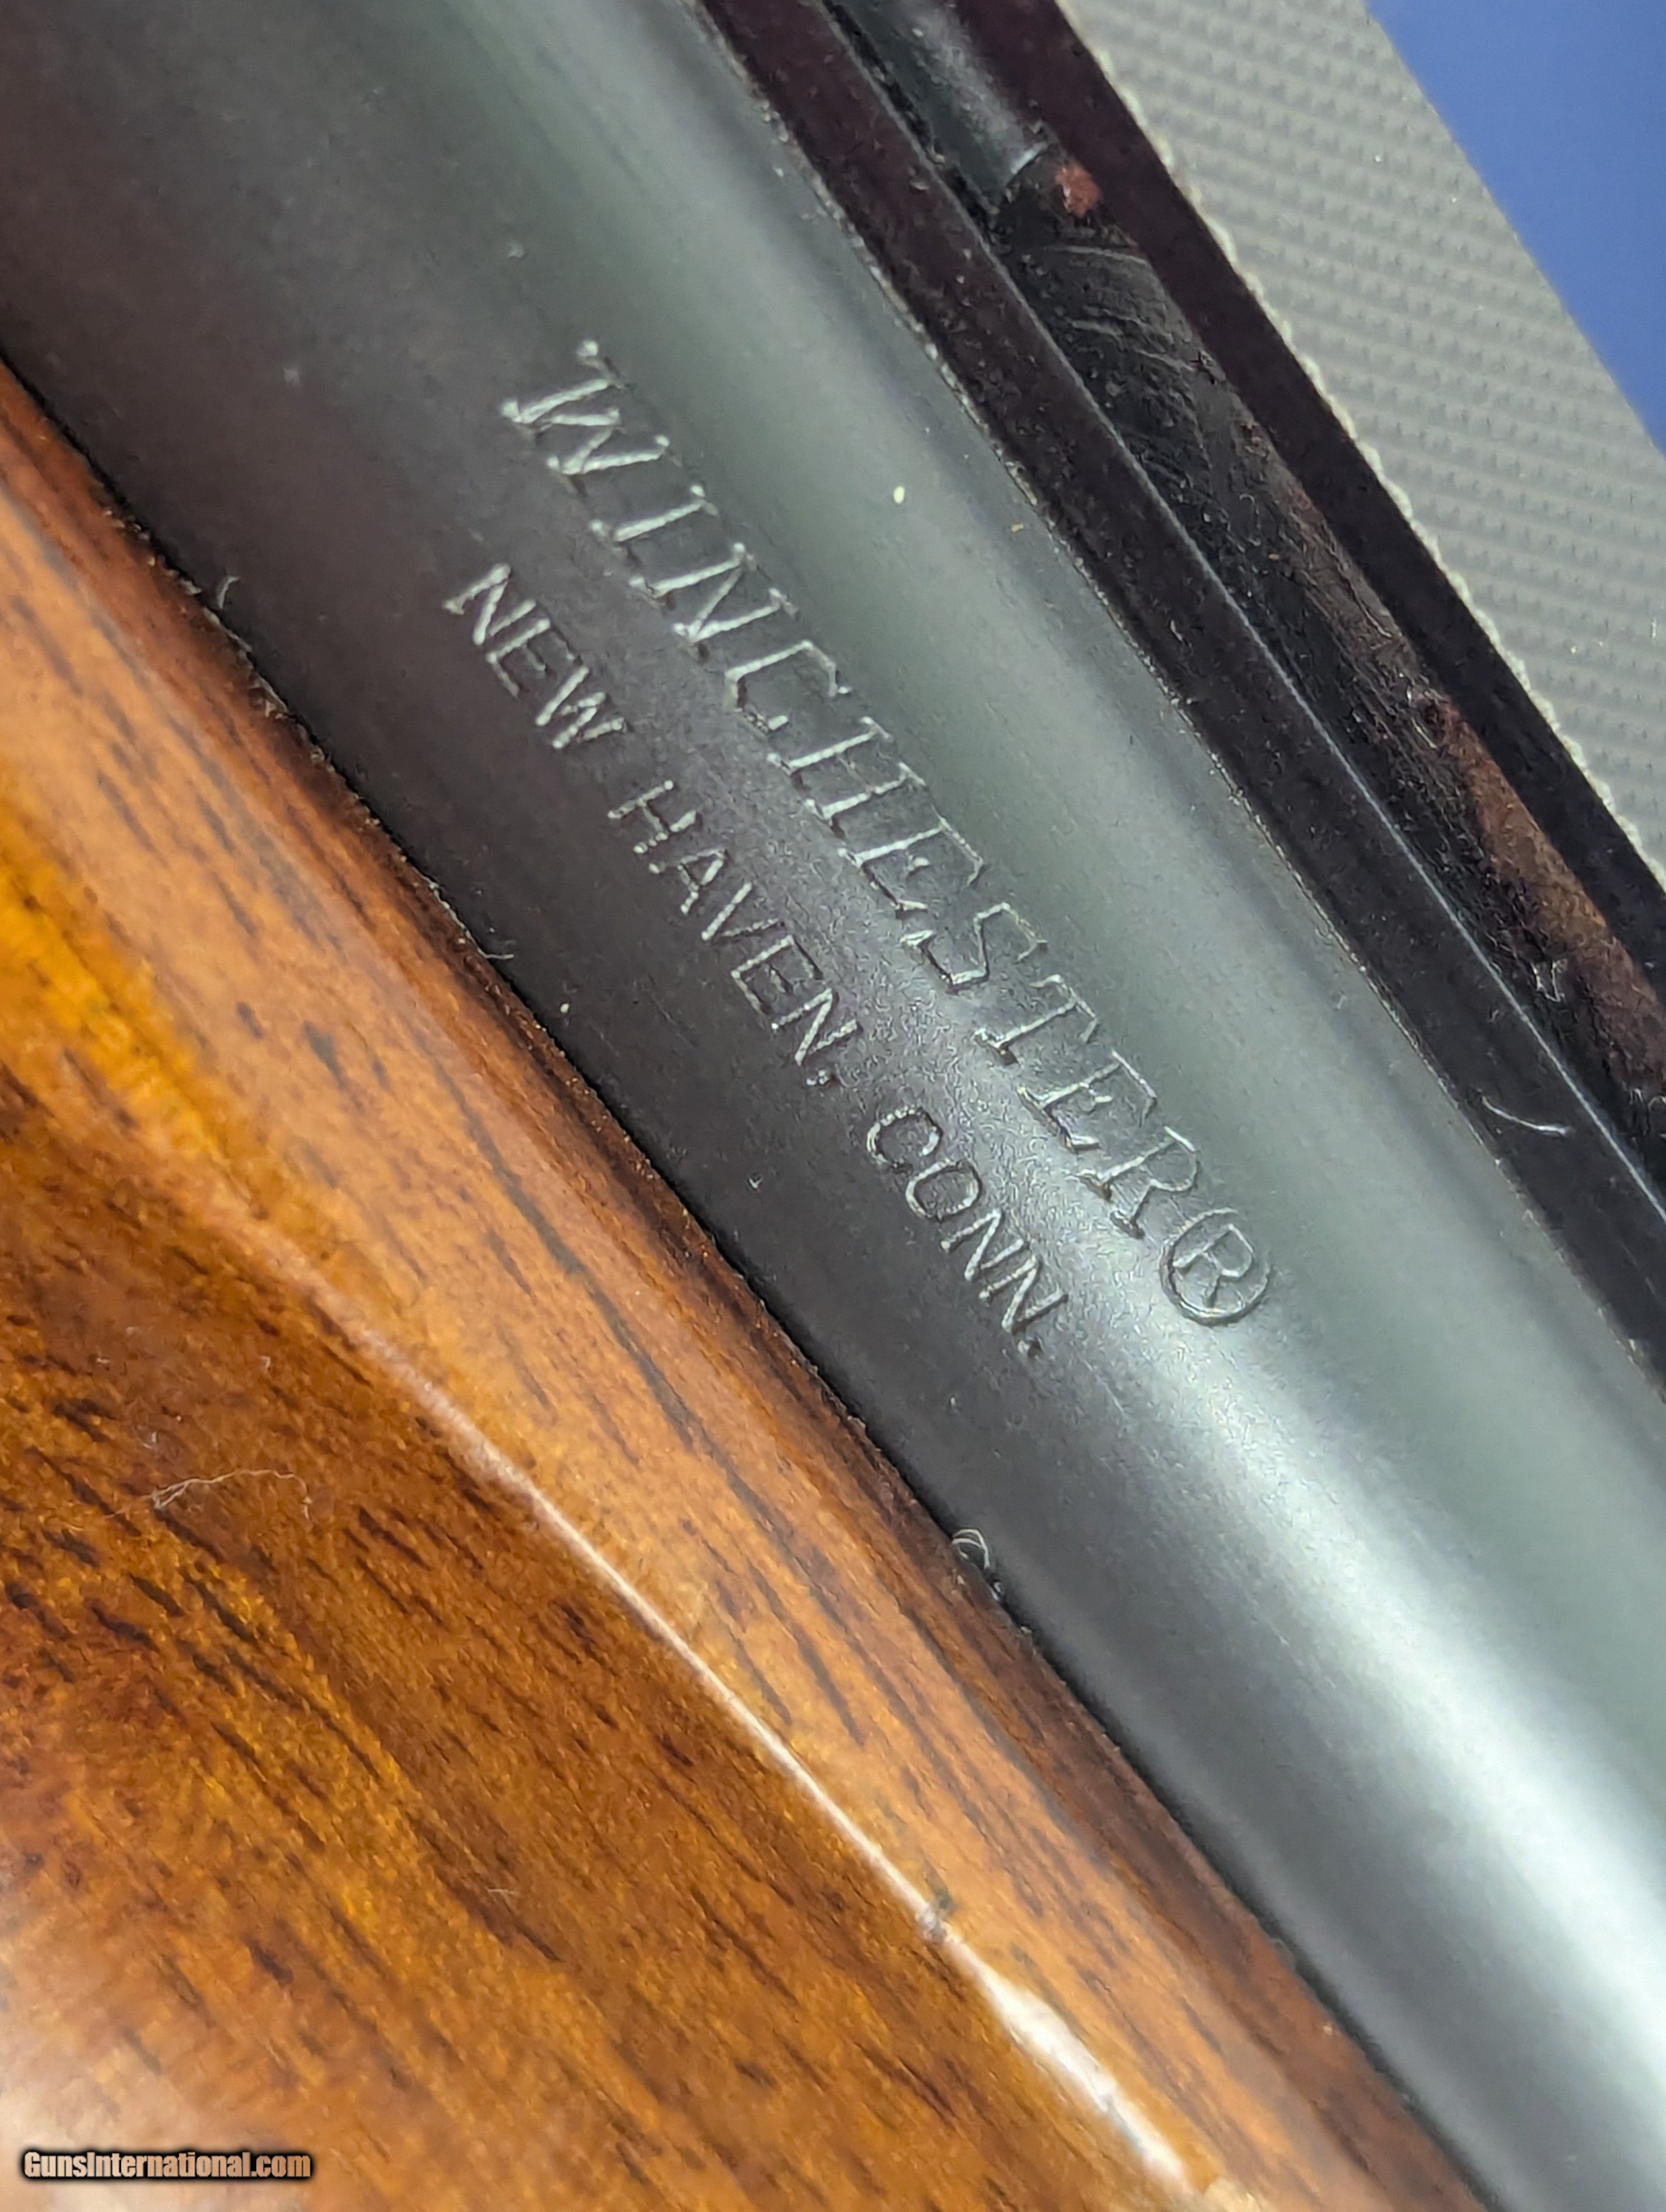 WINCHESTER®
NEW HAVEN, CONN.
GunsInternational.com